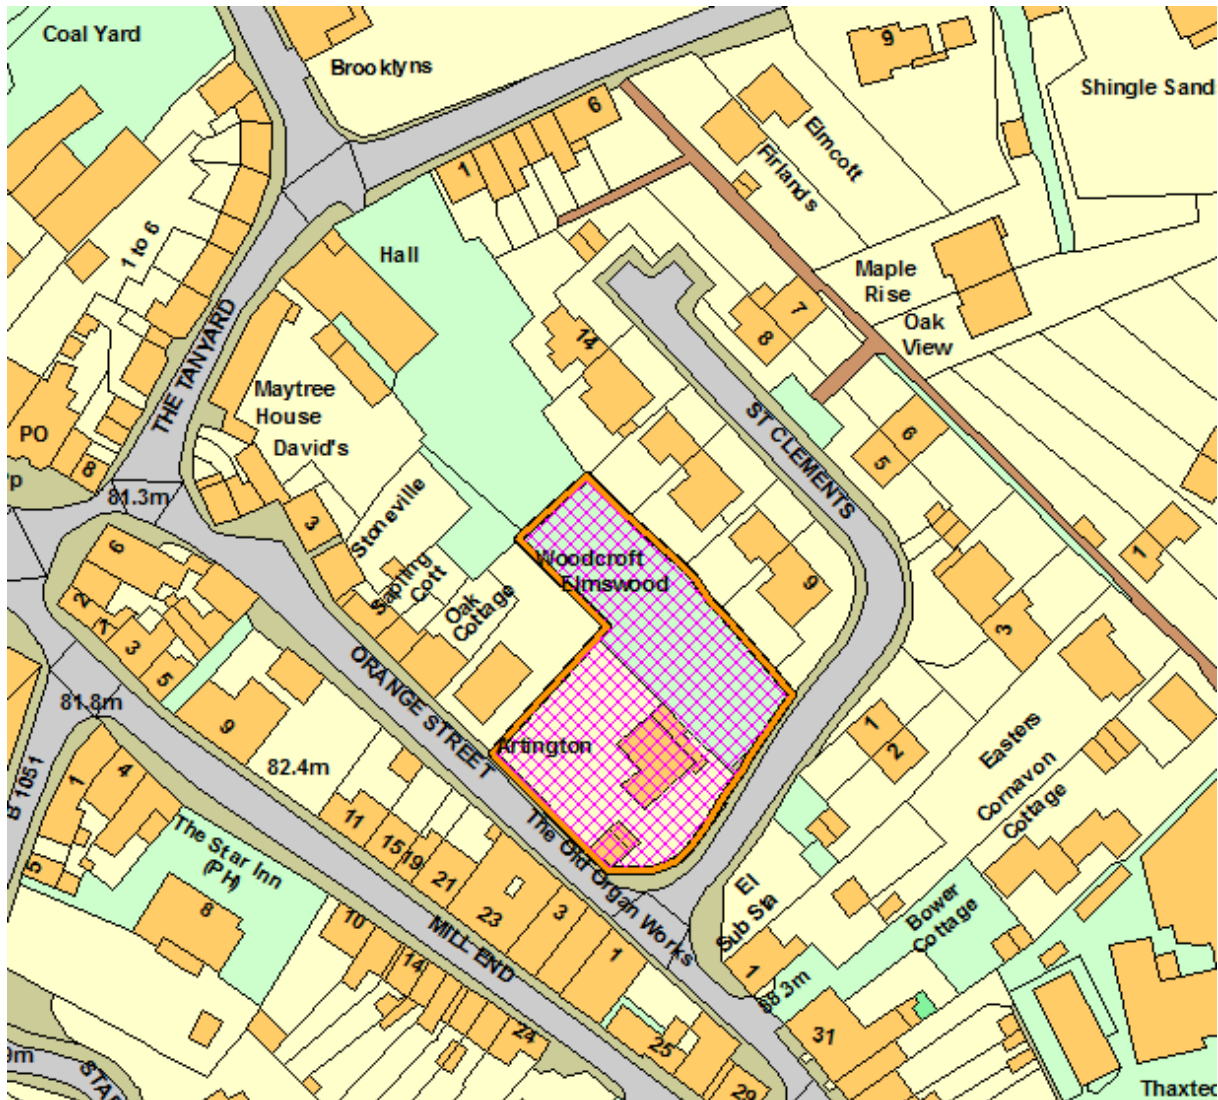 Coal Yard
Brooklyns
9
Shingle Sand
6
Elmcott
Firlands
1
1 to 6
Hall
Maple
Rise
Oak
View
7
8
14
THE TANYARD
Maytree
House
David's
ST CLEMENTS
PO
8
6
5
81.3m
3
Stoneville
Sapling
Cott
Oak
Cottage
Woodcroft
Elmswood
9
1
3
6
2
1
3
5
ORANGE STREET
81.8m
9
82.4m
Artington
1
2
Easters
Cornavon
Cottage
B 1051
1
4
5
The Star Inn
(PH)
8
11
15
19
21
23
3
1
The Old Organ Works
El
Sub Sta
Bower
Cottage
1
88.3m
10
14
MILL END
24
25
29
31
Thaxted